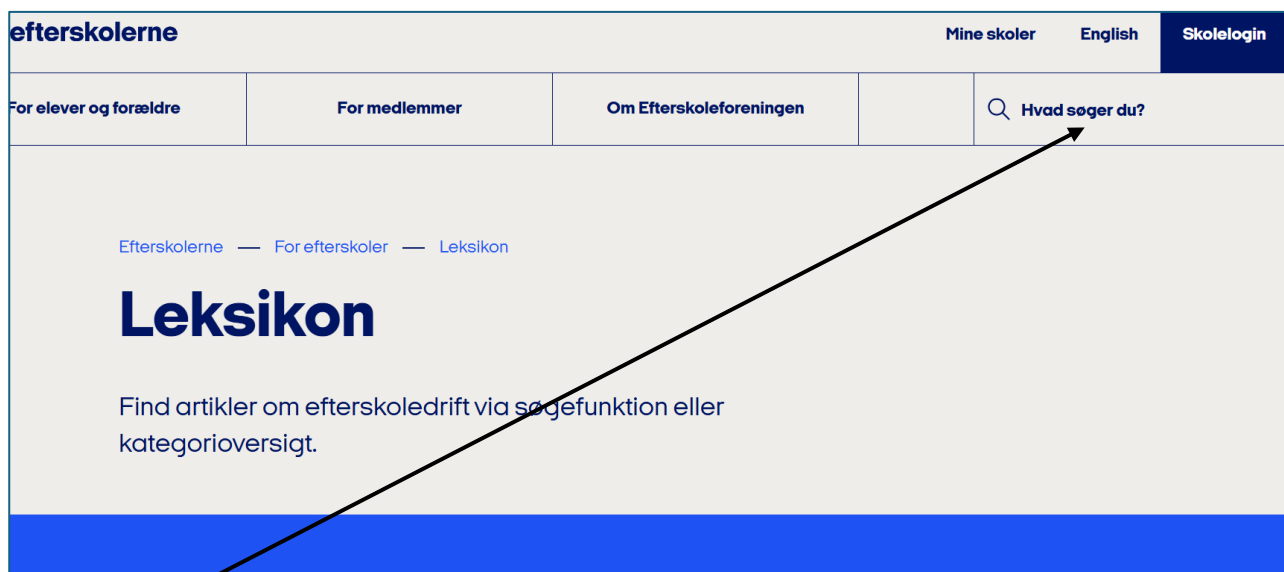 efterskolerne
Mine skoler English Skolelogin
For elever og forældre For medlemmer Om Efterskoleforeningen Hvad søger du?
Efterskolerne — For efterskoler — Leksikon
Leksikon
Find artikler om efterskoledrift via søgefunktion eller
kategorioversigt.